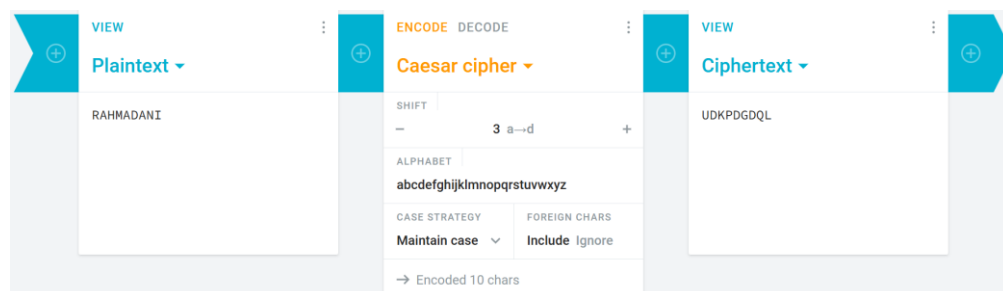 VIEW
Plaintext
RAHMADANI
ENCODE DECODE
Caesar cipher
SHIFT
− 3 a→d +
ALPHABET
abcdefghijklmnopqrstuvwxyz
CASE STRATEGY
Maintain case
FOREIGN CHARS
Include Ignore
→ Encoded 10 chars
VIEW
Ciphertext
UDKPDGDQL